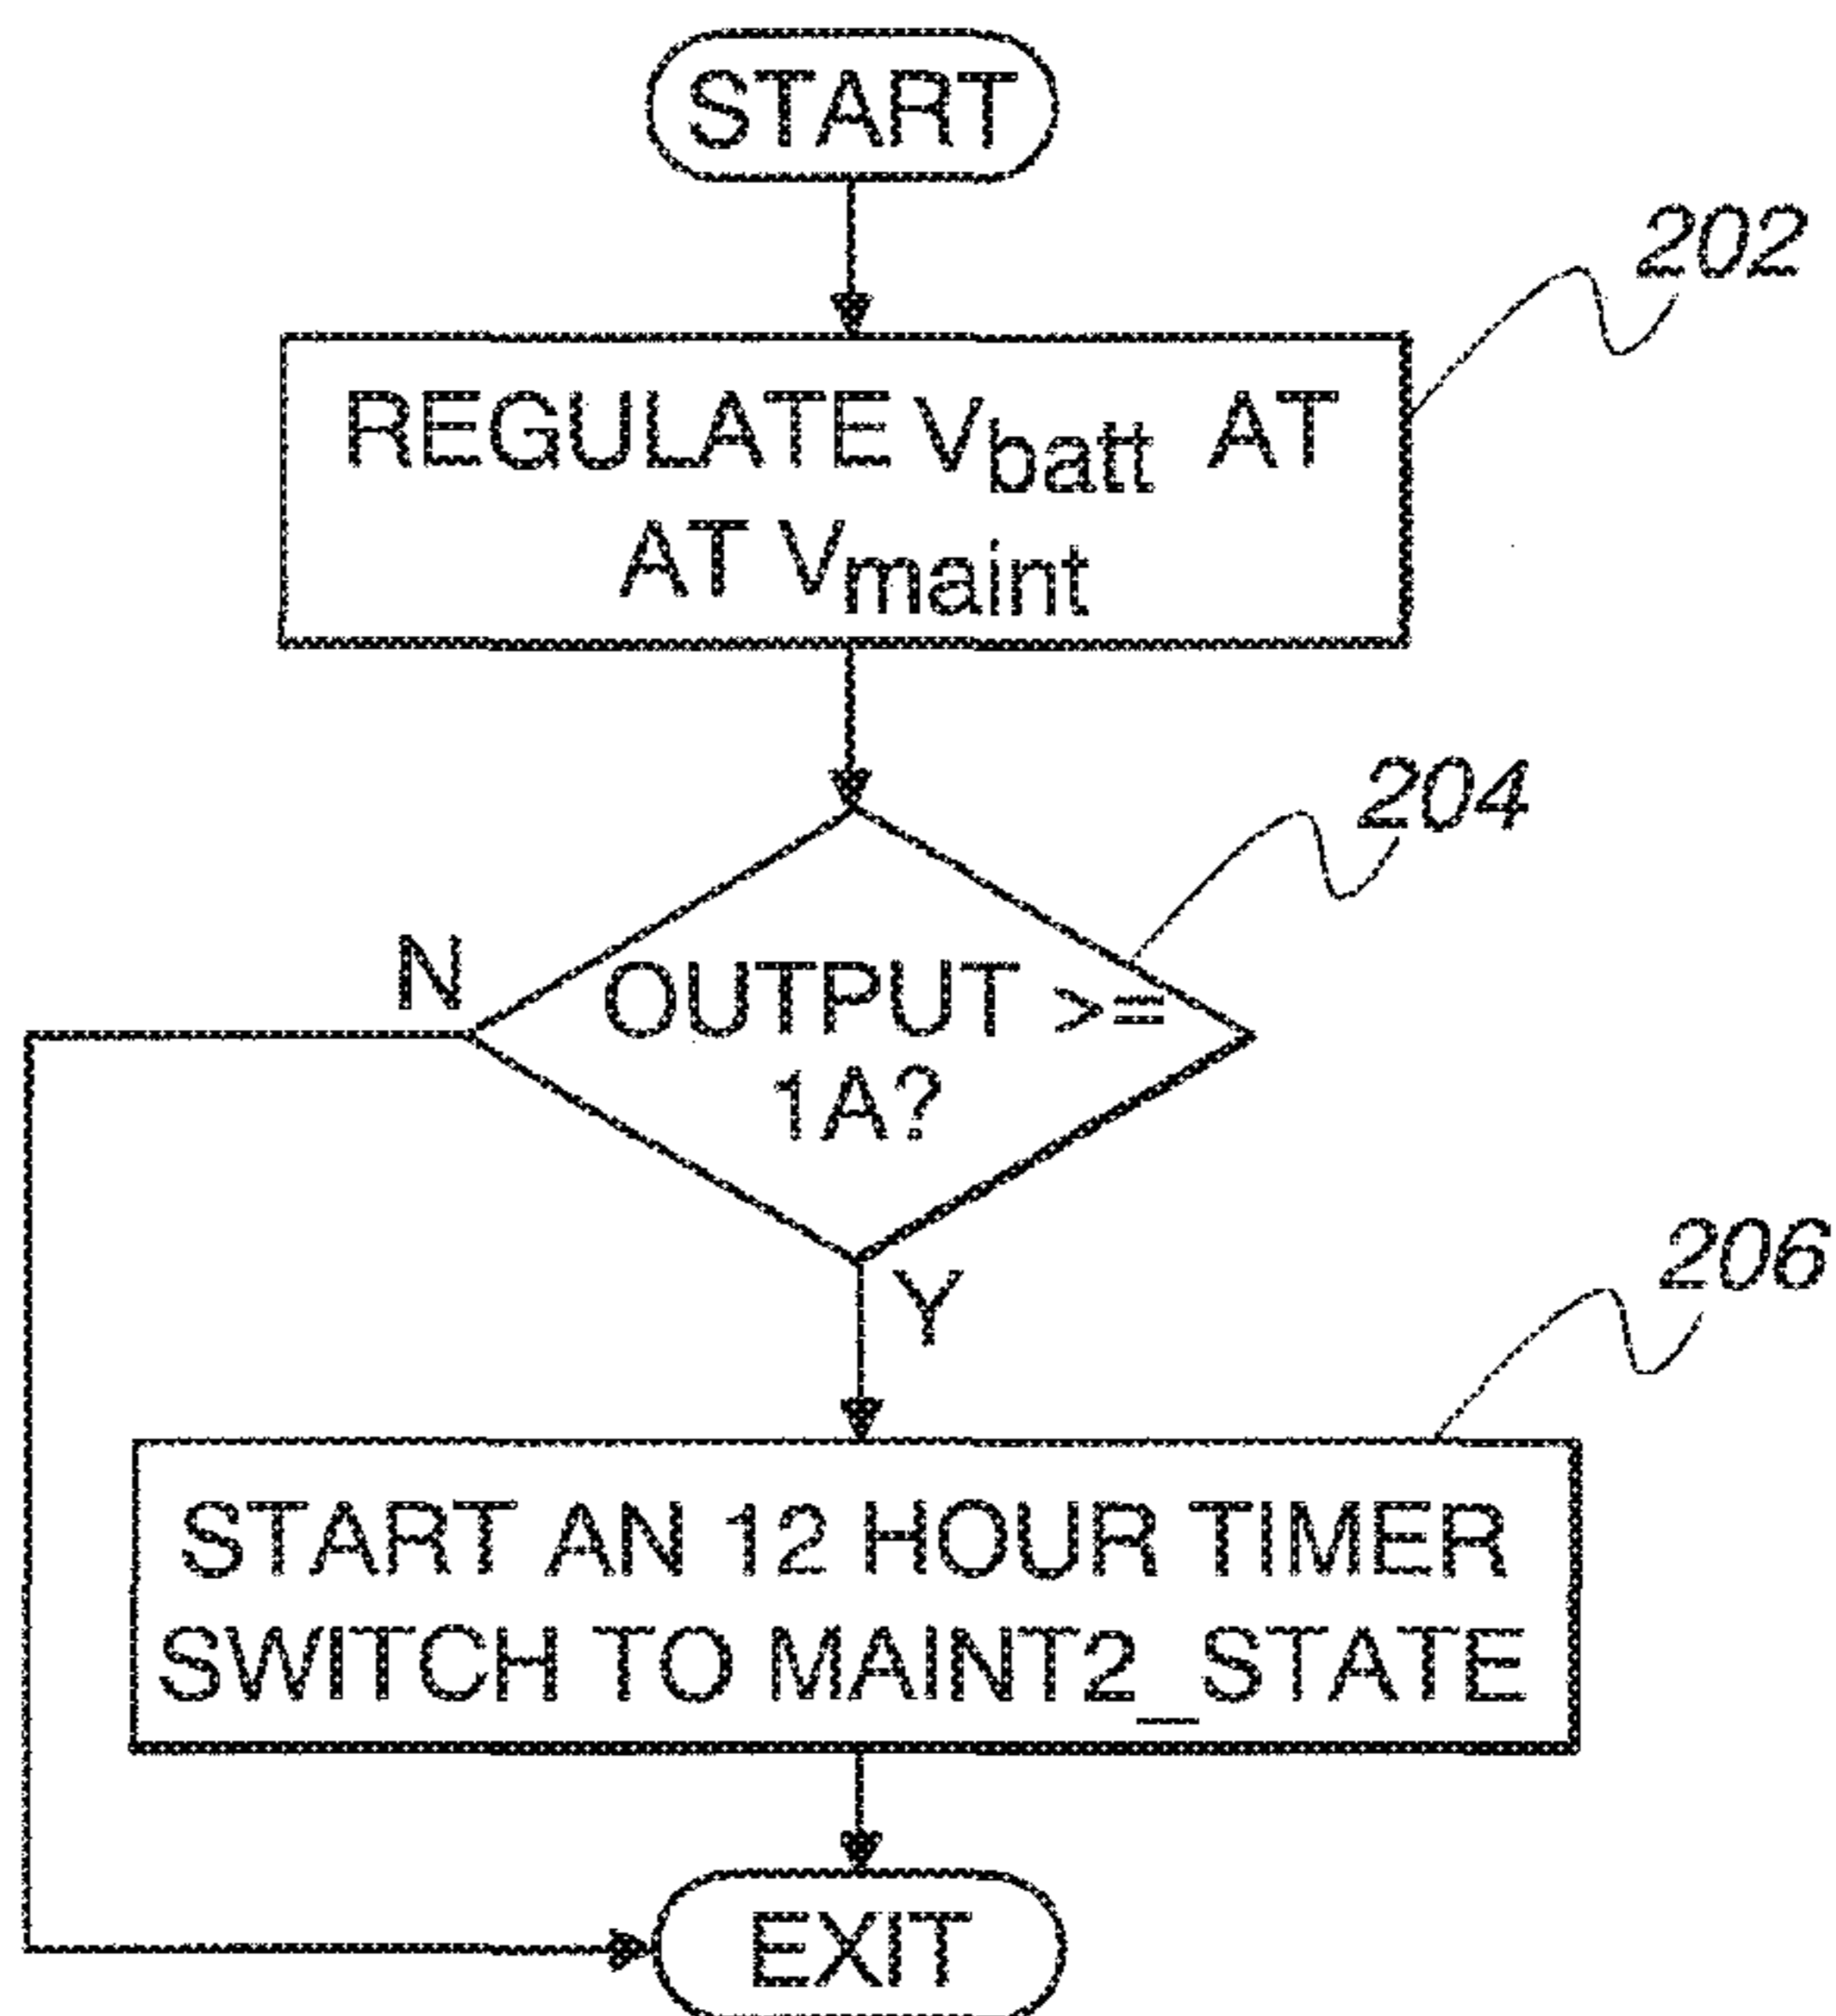 START
202
REGULATE Vbatt AT
AT Vmaint
204
N
OUTPUT >=
1A?
Y
206
START AN 12 HOUR TIMER
SWITCH TO MAINT2_STATE
EXIT